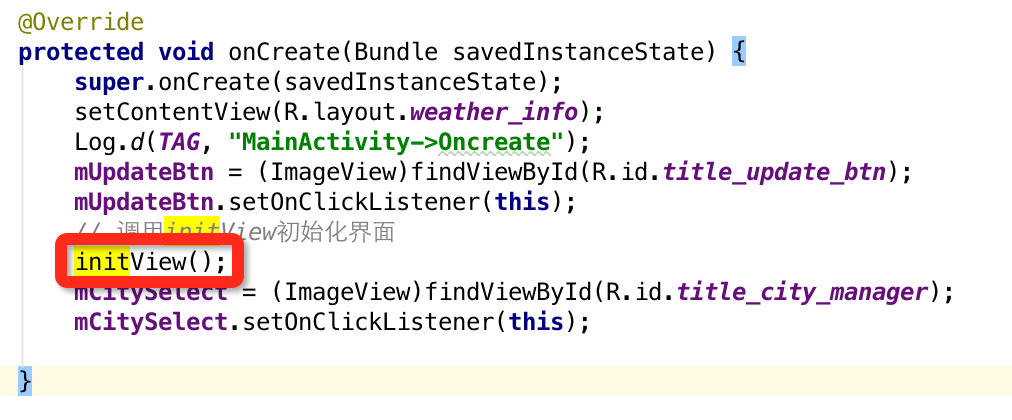 @Override
protected void onCreate(Bundle savedInstanceState) {
super.onCreate(savedInstanceState);
setContentView(R.layout.weather_info);
Log.d(TAG, "MainActivity->Oncreate");
mUpdateBtn = (ImageView)findViewById(R.id.title_update_btn);
mUpdateBtn.setOnClickListener(this);
// 调用initView初始化界面
initView();
mCitySelect = (ImageView)findViewById(R.id.title_city_manager);
mCitySelect.setOnClickListener(this);
}